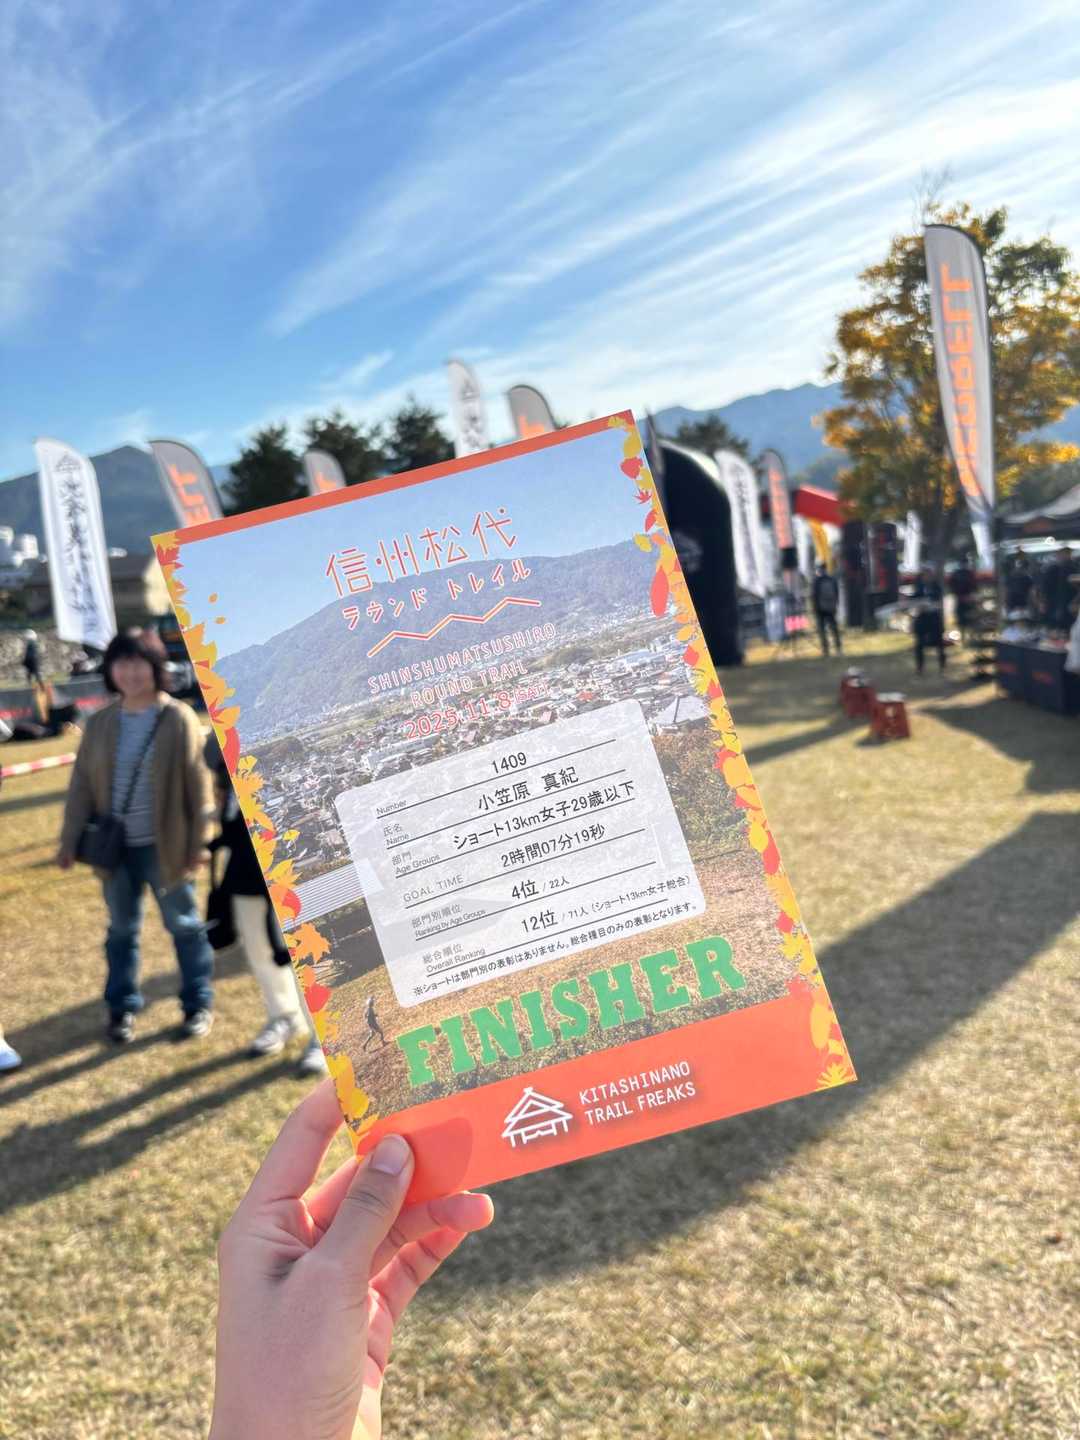 信州松代
ラウンド トレイル
SHINSHUMATSUSHIRO
ROUND TRAIL
2025.11.8(SAT)
Number 1409
氏名 Name 小笠原 真紀
部門 Age Groups ショート13km女子29歳以下
GOAL TIME 2時間07分19秒
部門別順位 Ranking by Age Groups 4位 / 22人
総合順位 Overall Ranking 12位 / 71人 (ショート13km女子総合)
※ショートは部門別の表彰はありません。総合種目のみの表彰となります。
FINISHER
KITASHINANO
TRAIL FREAKS